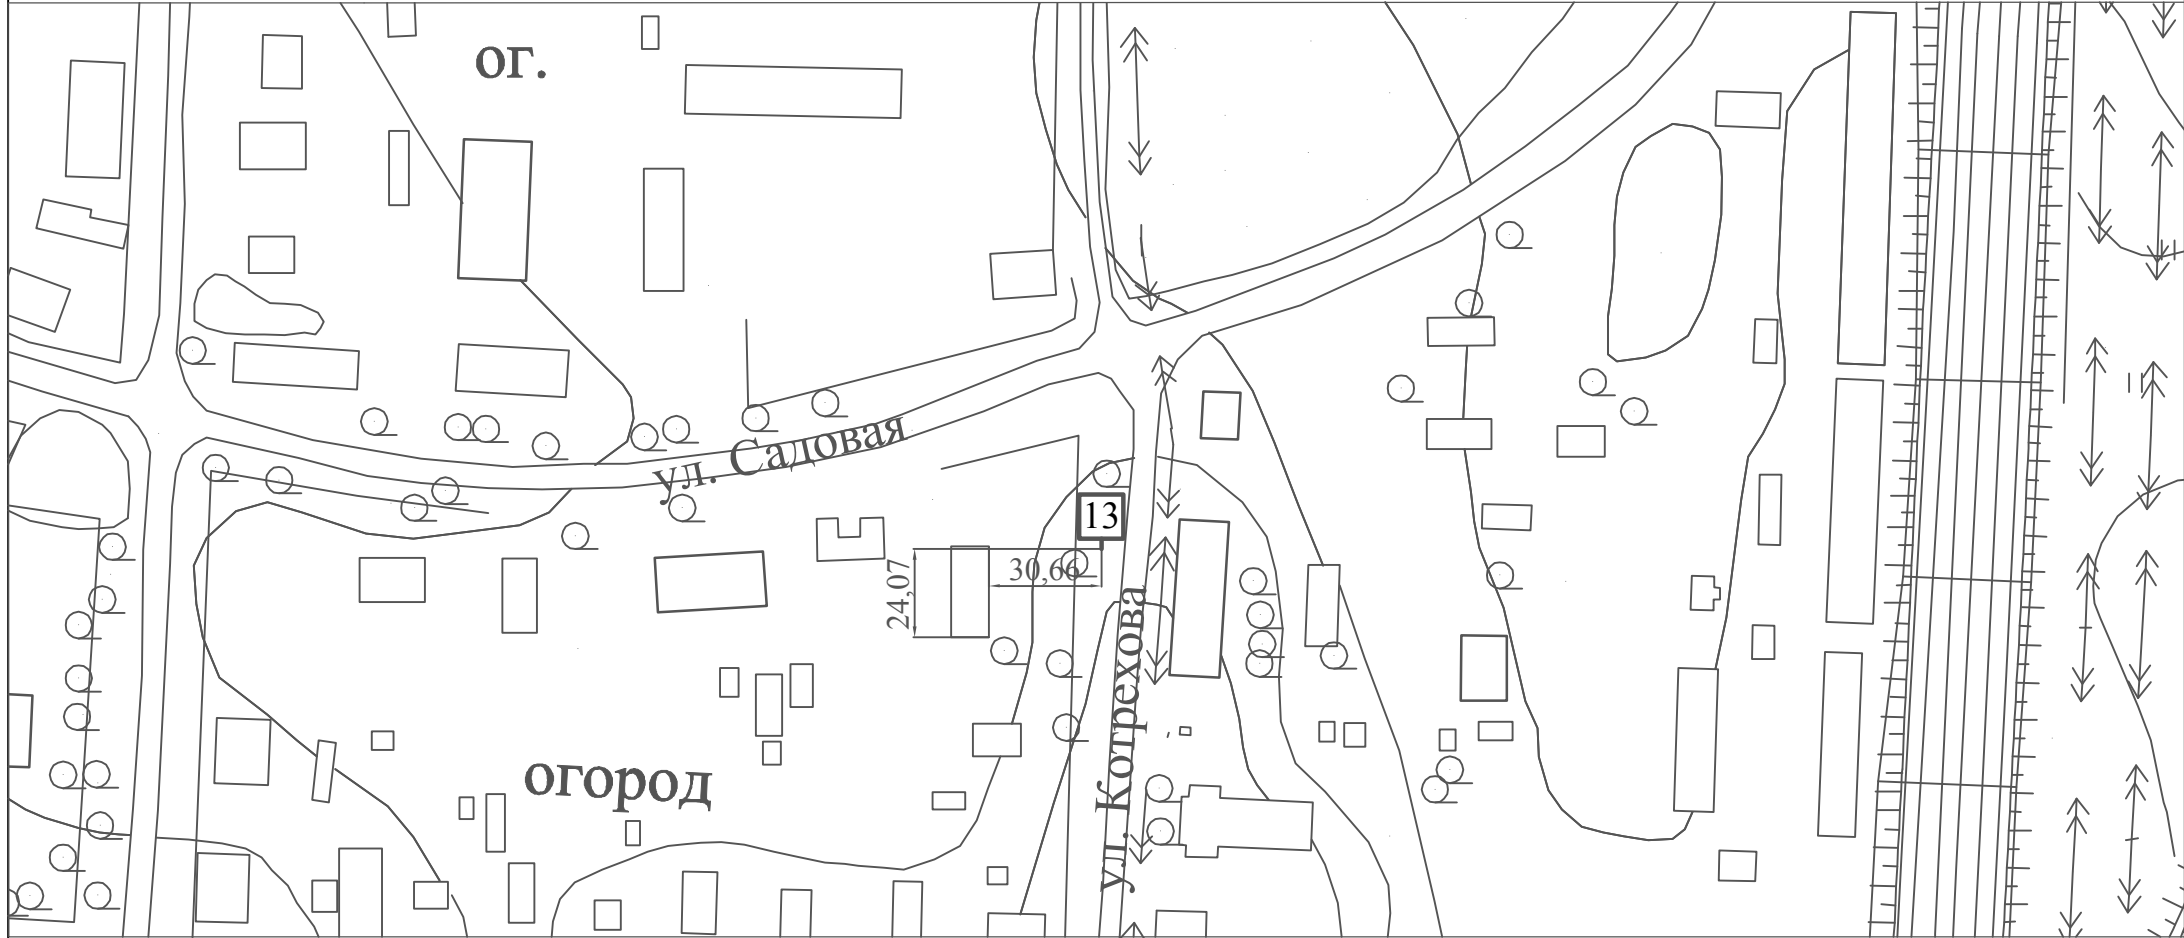 ог.
ул. Садовая
13
30,66
24,07
ул. Котрехова
огород